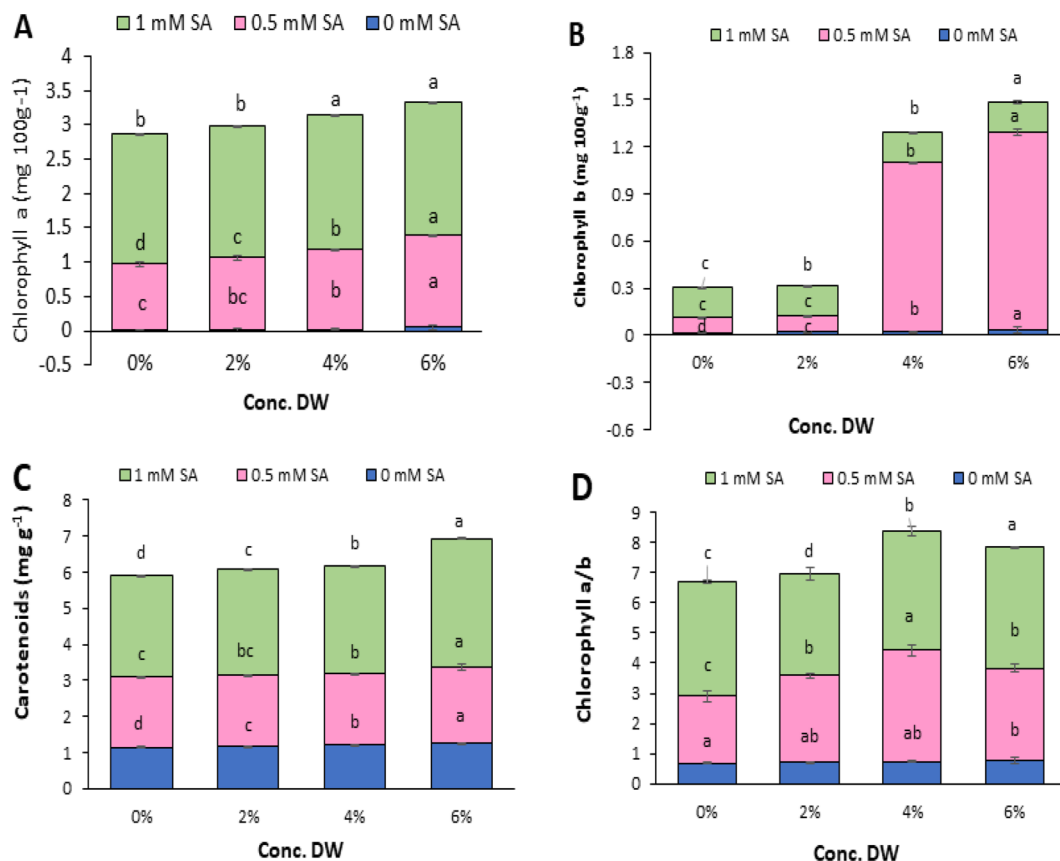 A
1 mM SA 0.5 mM SA 0 mM SA
Chlorophyll a (mg 100g-1)
4
3.5
3
2.5
2
1.5
1
0.5
0
-0.5
b b a a
d c b a
c bc b a
0% 2% 4% 6%
Conc. DW
B
1 mM SA 0.5 mM SA 0 mM SA
Chlorophyll b (mg 100g⁻¹)
1.8
1.5
1.2
0.9
0.6
0.3
0
-0.3
-0.6
c b b a
c c b a
d c b a
0% 2% 4% 6%
Conc. DW
C
1 mM SA 0.5 mM SA 0 mM SA
Carotenoids (mg g⁻¹)
8
7
6
5
4
3
2
1
0
d c b a
c bc b a
d c b a
0% 2% 4% 6%
Conc. DW
D
1 mM SA 0.5 mM SA 0 mM SA
Chlorophyll a/b
9
8
7
6
5
4
3
2
1
0
c d b a
c b a b
a ab ab b
0% 2% 4% 6%
Conc. DW